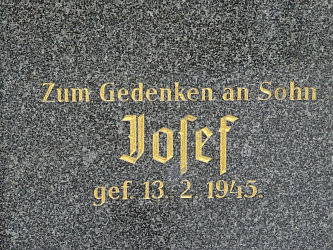 Zum Gedenken an Sohn
Josef
gef. 13. 2. 1945.